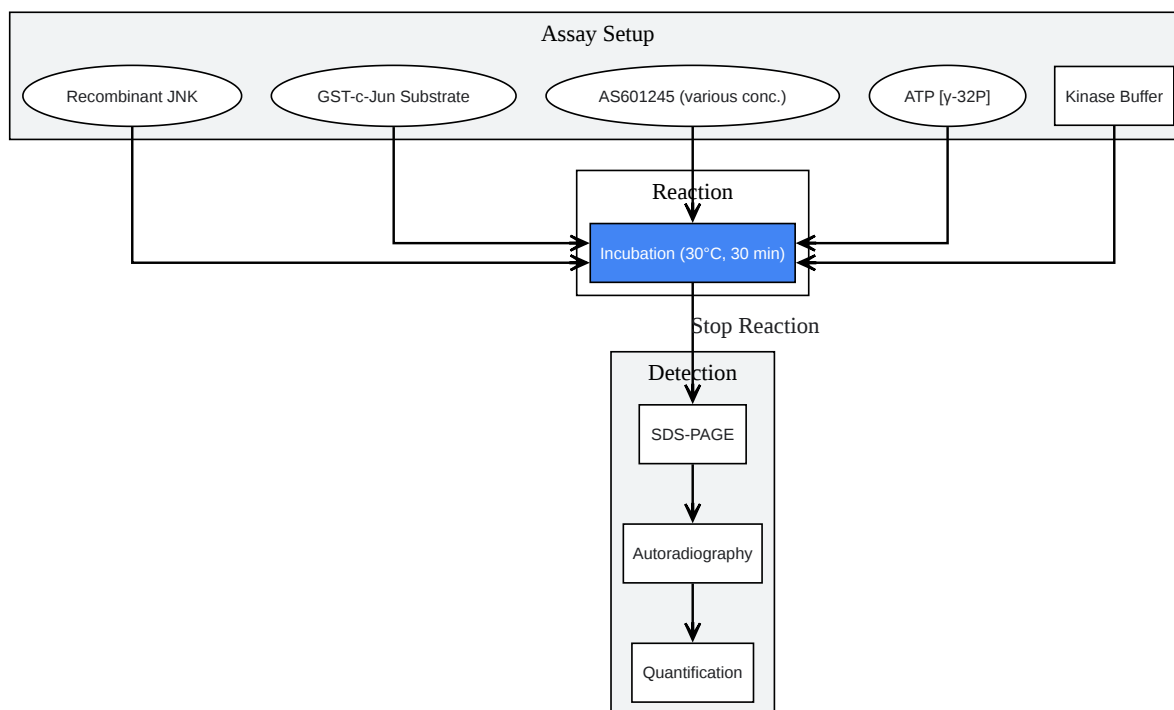 Assay Setup
Recombinant JNK
GST-c-Jun Substrate
AS601245 (various conc.)
ATP [γ-32P]
Kinase Buffer
Reaction
Incubation (30°C, 30 min)
Stop Reaction
Detection
SDS-PAGE
Autoradiography
Quantification